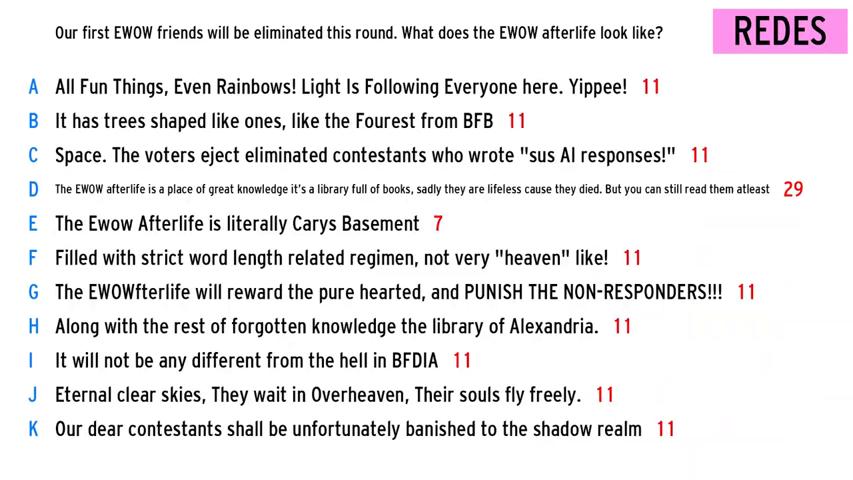 Our first EWOW friends will be eliminated this round. What does the EWOW afterlife look like?
REDES
A All Fun Things, Even Rainbows! Light Is Following Everyone here. Yippee! 11
B It has trees shaped like ones, like the Fourest from BFB 11
C Space. The voters eject eliminated contestants who wrote "sus AI responses!" 11
D The EWOW afterlife is a place of great knowledge it's a library full of books, sadly they are lifeless cause they died. But you can still read them atleast 29
E The Ewow Afterlife is literally Carys Basement 7
F Filled with strict word length related regimen, not very "heaven" like! 11
G The EWOWfterlife will reward the pure hearted, and PUNISH THE NON-RESPONDERS!!! 11
H Along with the rest of forgotten knowledge the library of Alexandria. 11
I It will not be any different from the hell in BFDIA 11
J Eternal clear skies, They wait in Overheaven, Their souls fly freely. 11
K Our dear contestants shall be unfortunately banished to the shadow realm 11